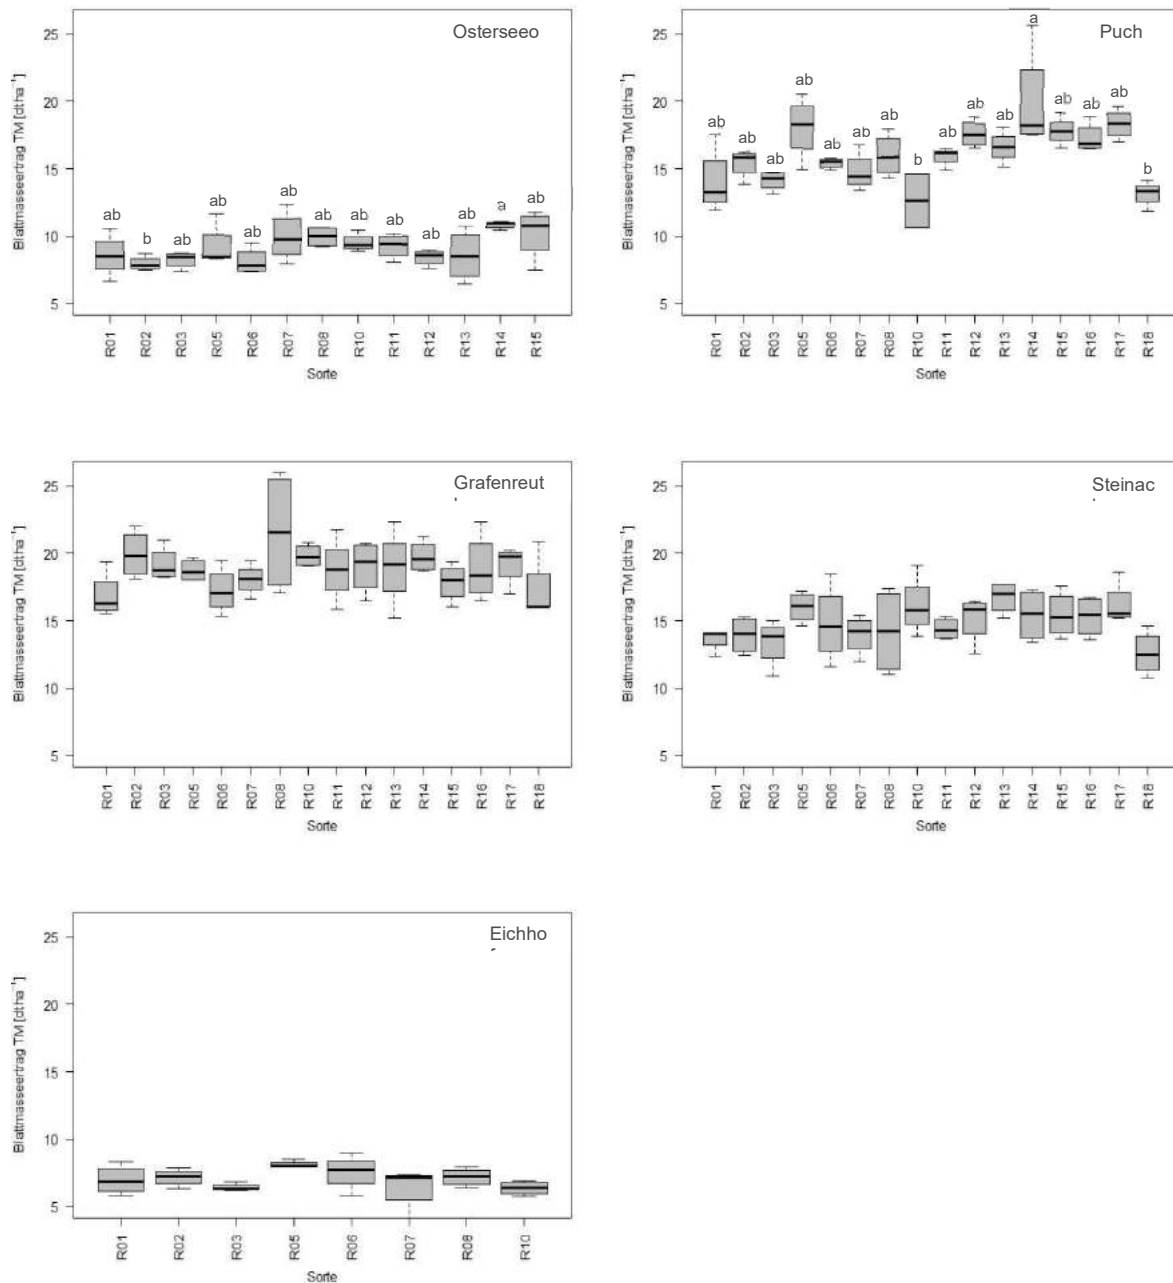 Osterseeo
Blattmasseertrag TM [dt ha⁻¹]
25
20
15
10
5
ab b ab ab ab ab ab ab ab ab ab a ab
R01 R02 R03 R05 R06 R07 R08 R10 R11 R12 R13 R14 R15
Sorte
Puch
Blattmasseertrag TM [dt ha⁻¹]
25
20
15
10
5
ab ab ab ab ab ab ab b ab ab ab a ab ab ab b
R01 R02 R03 R05 R06 R07 R08 R10 R11 R12 R13 R14 R15 R16 R17 R18
Sorte
Grafenreut
Blattmasseertrag TM [dt ha⁻¹]
25
20
15
10
5
R01 R02 R03 R05 R06 R07 R08 R10 R11 R12 R13 R14 R15 R16 R17 R18
Sorte
Steinac
Blattmasseertrag TM [dt ha⁻¹]
25
20
15
10
5
R01 R02 R03 R05 R06 R07 R08 R10 R11 R12 R13 R14 R15 R16 R17 R18
Sorte
Eichho
Blattmasseertrag TM [dt ha⁻¹]
25
20
15
10
5
R01 R02 R03 R05 R06 R07 R08 R10
Sorte